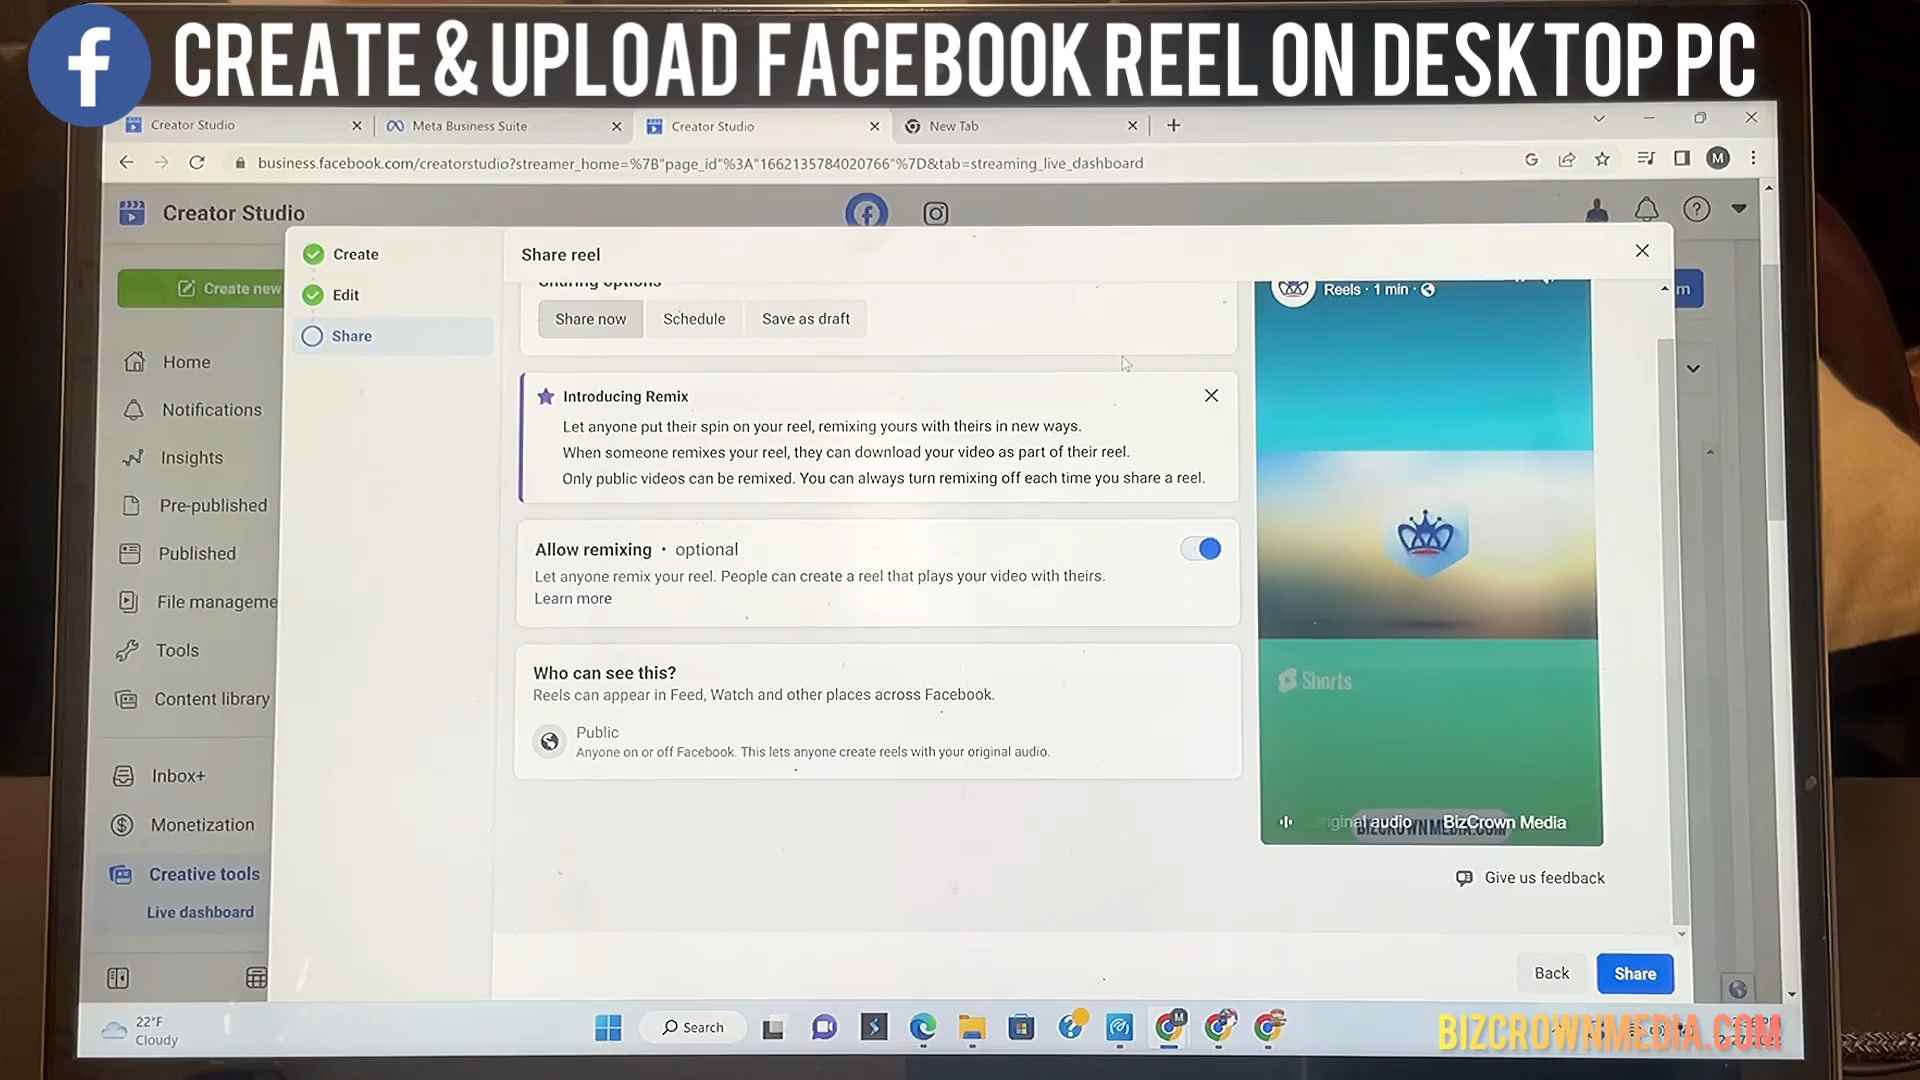 f CREATE & UPLOAD FACEBOOK REEL ON DESKTOP PC
Creator Studio
Meta Business Suite
Creator Studio
New Tab
business.facebook.com/creatorstudio?streamer_home=%7B"page_id"%3A"1662135784020766"%7D&tab=streaming_live_dashboard
G
M
Creator Studio
Create new
Home
Notifications
Insights
Pre-published
Published
File manageme
Tools
Content library
Inbox+
Monetization
Creative tools
Live dashboard
Create
Edit
Share
Share reel
Sharing options
Share now
Schedule
Save as draft
Introducing Remix
Let anyone put their spin on your reel, remixing yours with theirs in new ways.
When someone remixes your reel, they can download your video as part of their reel.
Only public videos can be remixed. You can always turn remixing off each time you share a reel.
Allow remixing · optional
Let anyone remix your reel. People can create a reel that plays your video with theirs.
Learn more
Who can see this?
Reels can appear in Feed, Watch and other places across Facebook.
Public
Anyone on or off Facebook. This lets anyone create reels with your original audio.
Reels · 1 min ·
m
Shorts
riginal audio BizCrown Media
BIZCROWNMEDIA.COM
Give us feedback
Back
Share
22°F
Cloudy
Search
BIZCROWNMEDIA.COM